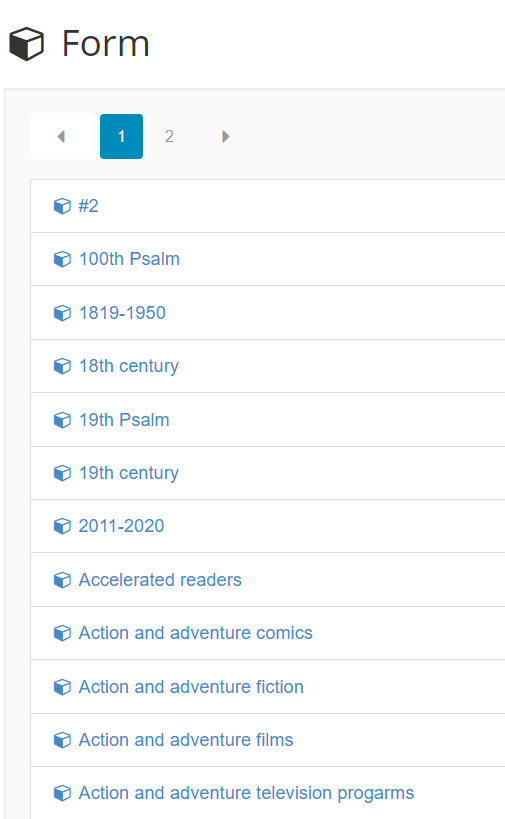 Form
1 2
#2
100th Psalm
1819-1950
18th century
19th Psalm
19th century
2011-2020
Accelerated readers
Action and adventure comics
Action and adventure fiction
Action and adventure films
Action and adventure television progarms